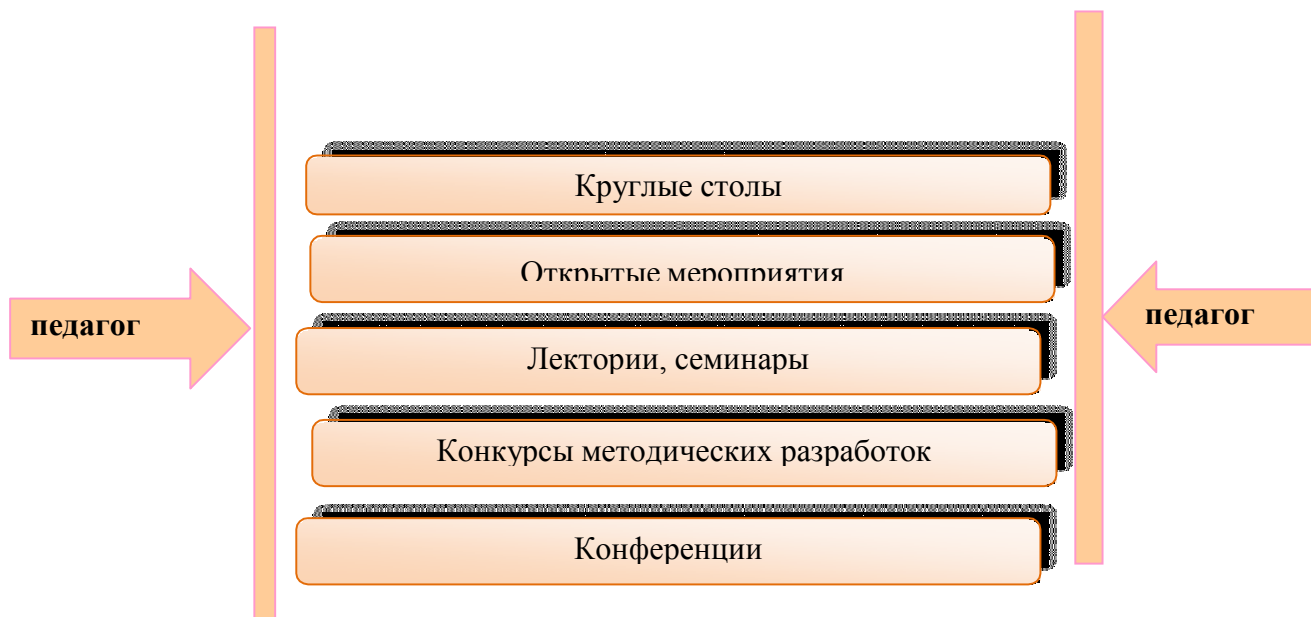 Круглые столы
Открытые мероприятия
педагог
педагог
Лектории, семинары
Конкурсы методических разработок
Конференции